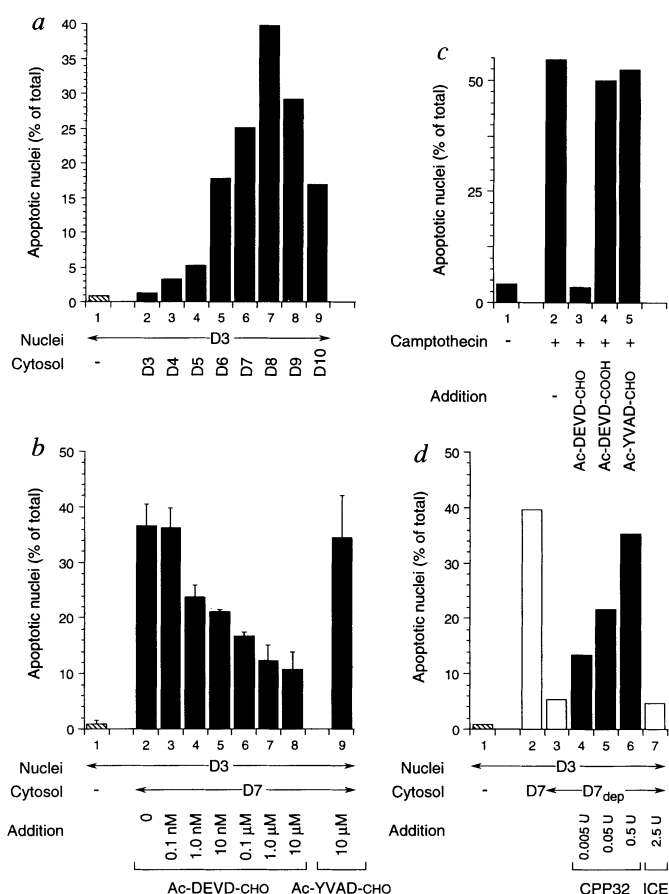 a
Apoptotic nuclei (% of total)
40
35
30
25
20
15
10
5
0
1 2 3 4 5 6 7 8 9
Nuclei D3
Cytosol - D3 D4 D5 D6 D7 D8 D9 D10
c
Apoptotic nuclei (% of total)
50
25
0
1 2 3 4 5
Camptothecin - + + + +
Addition - Ac-DEVD-CHO Ac-DEVD-COOH Ac-YVAD-CHO
b
Apoptotic nuclei (% of total)
50
40
30
20
10
0
1 2 3 4 5 6 7 8 9
Nuclei D3
Cytosol - D7
Addition 0 0.1 nM 1.0 nM 10 nM 0.1 µM 1.0 µM 10 µM 10 µM
Ac-DEVD-CHO Ac-YVAD-CHO
d
Apoptotic nuclei (% of total)
50
40
30
20
10
0
1 2 3 4 5 6 7
Nuclei D3
Cytosol - D7 D7dep
Addition 0.005 U 0.05 U 0.5 U 2.5 U
CPP32 ICE